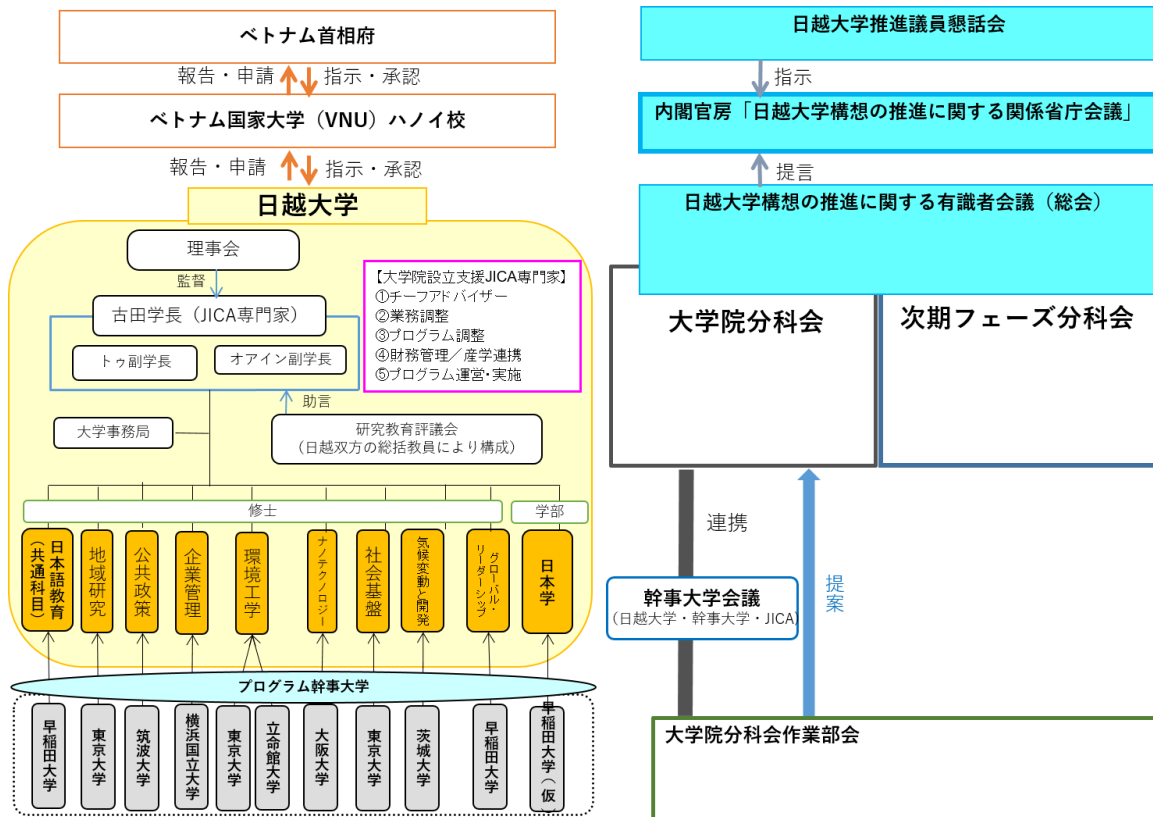 ベトナム首相府
報告・申請
指示・承認
ベトナム国家大学（VNU）ハノイ校
報告・申請
指示・承認
日越大学
理事会
監督
古田学長（JICA専門家）
トゥ副学長
オアイン副学長
【大学院設立支援JICA専門家】
①チーフアドバイザー
②業務調整
③プログラム調整
④財務管理／産学連携
⑤プログラム運営・実施
助言
大学事務局
研究教育評議会
（日越双方の総括教員により構成）
修士
学部
日本語教育
（共通科目）
地域研究
公共政策
企業管理
環境工学
ナノテクノロジー
社会基盤
気候変動と開発
グローバル・
リーダーシップ
日本学
プログラム幹事大学
早稲田大学
東京大学
筑波大学
横浜国立大学
東京大学
立命館大学
大阪大学
東京大学
茨城大学
早稲田大学
早稲田大学（仮）
日越大学推進議員懇話会
指示
内閣官房「日越大学構想の推進に関する関係省庁会議」
提言
日越大学構想の推進に関する有識者会議（総会）
大学院分科会
次期フェーズ分科会
連携
幹事大学会議
（日越大学・幹事大学・JICA）
提案
大学院分科会作業部会